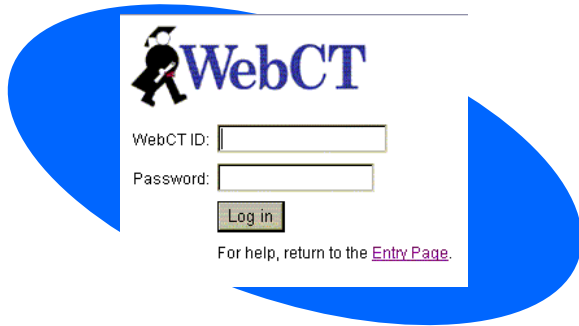 WebCT
WebCT ID:
Password:
Log in
For help, return to the Entry Page.